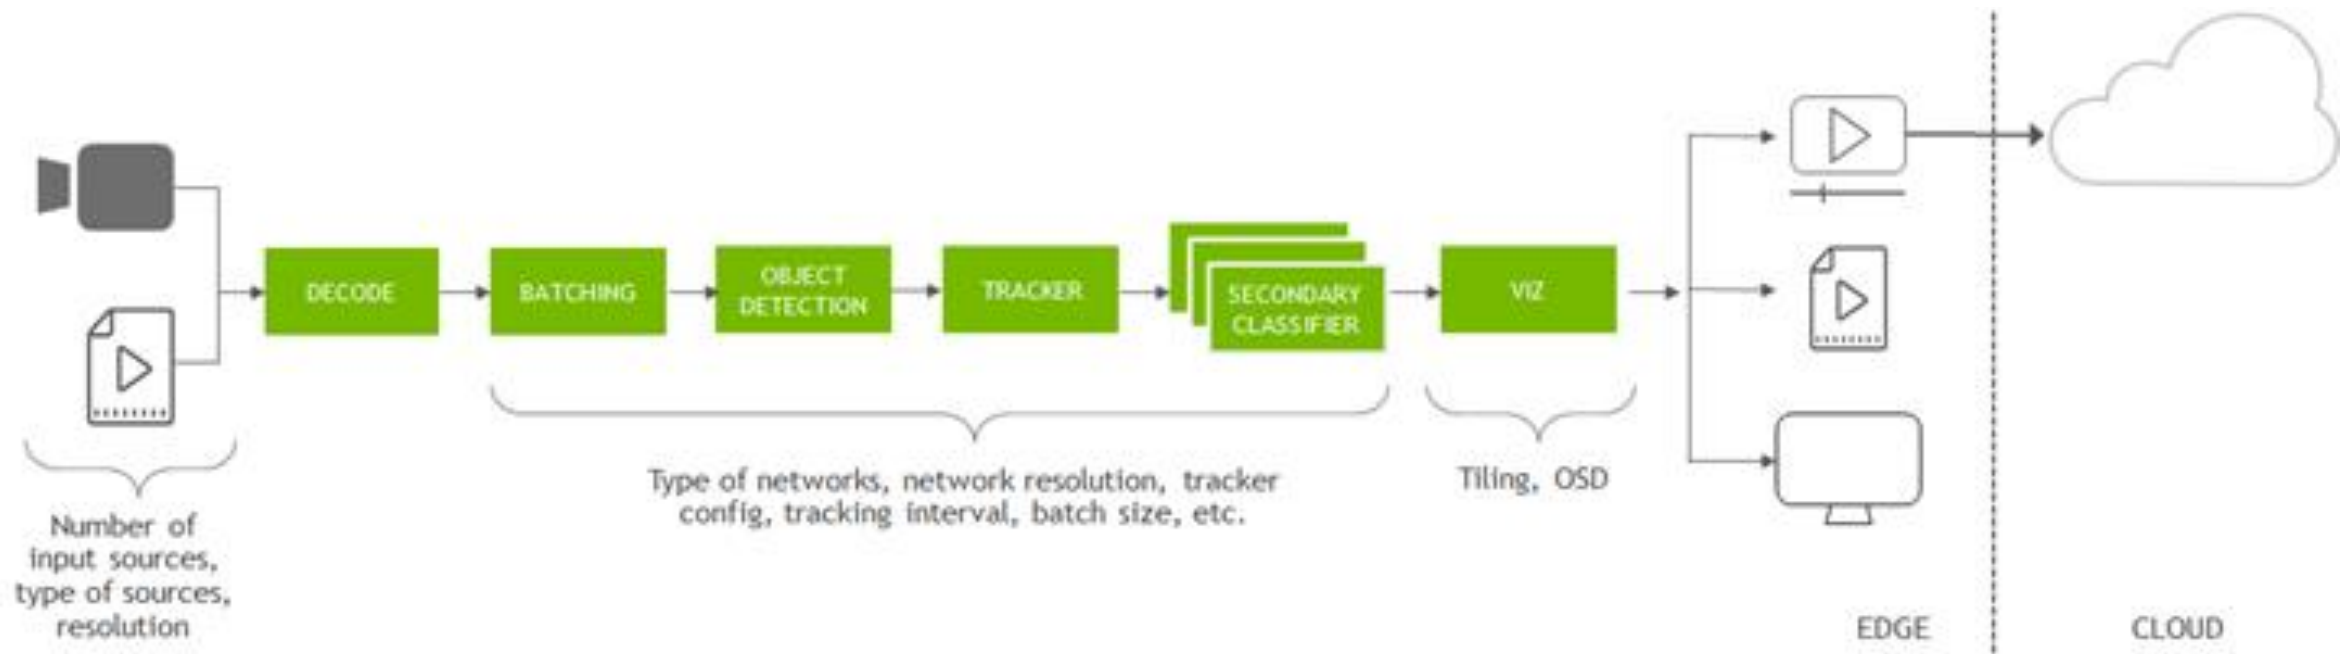 DECODE
BATCHING
OBJECT
DETECTION
TRACKER
SECONDARY
CLASSIFIER
VIZ
Number of
input sources,
type of sources,
resolution
Type of networks, network resolution, tracker
config, tracking interval, batch size, etc.
Tiling, OSD
EDGE
CLOUD